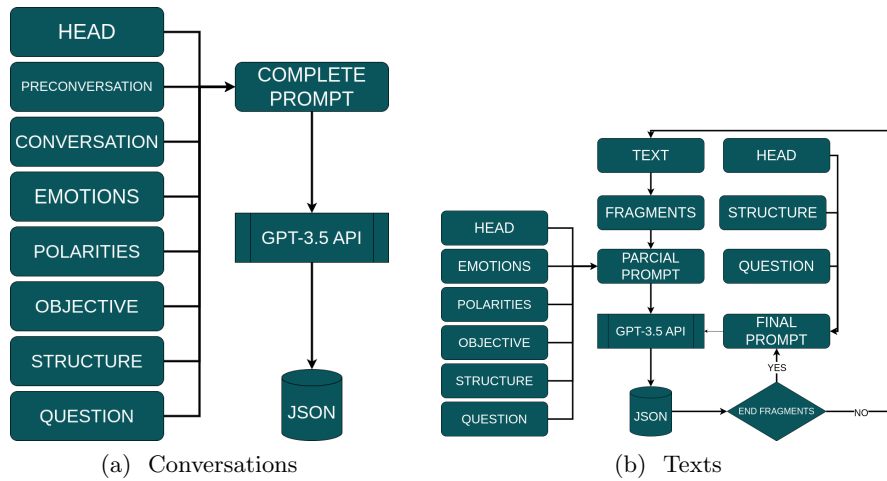 HEAD
PRECONVERSATION
CONVERSATION
EMOTIONS
POLARITIES
OBJECTIVE
STRUCTURE
QUESTION
COMPLETE
PROMPT
GPT-3.5 API
JSON
(a) Conversations
HEAD
EMOTIONS
POLARITIES
OBJECTIVE
STRUCTURE
QUESTION
TEXT
FRAGMENTS
PARCIAL
PROMPT
GPT-3.5 API
JSON
HEAD
STRUCTURE
QUESTION
FINAL
PROMPT
YES
END FRAGMENTS
NO
(b) Texts